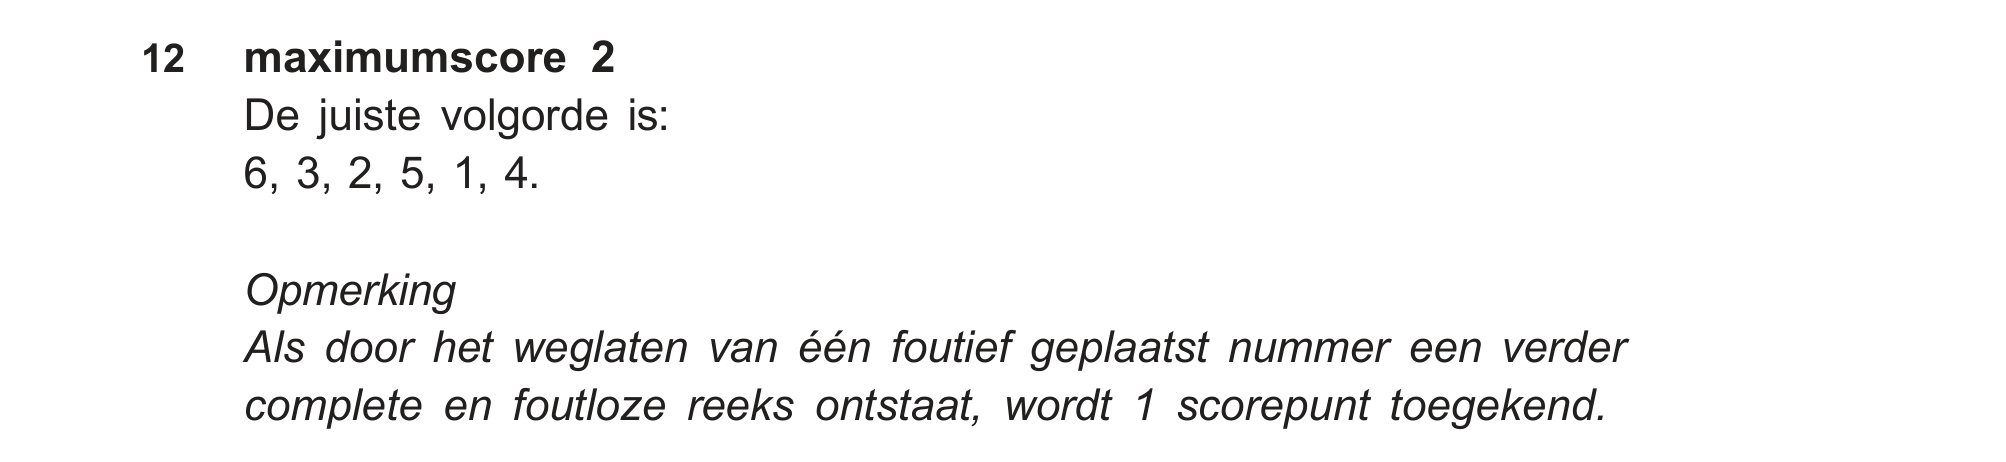 12 maximumscore 2
De juiste volgorde is:
6, 3, 2, 5, 1, 4.
Opmerking
Als door het weglaten van één foutief geplaatst nummer een verder
complete en foutloze reeks ontstaat, wordt 1 scorepunt toegekend.